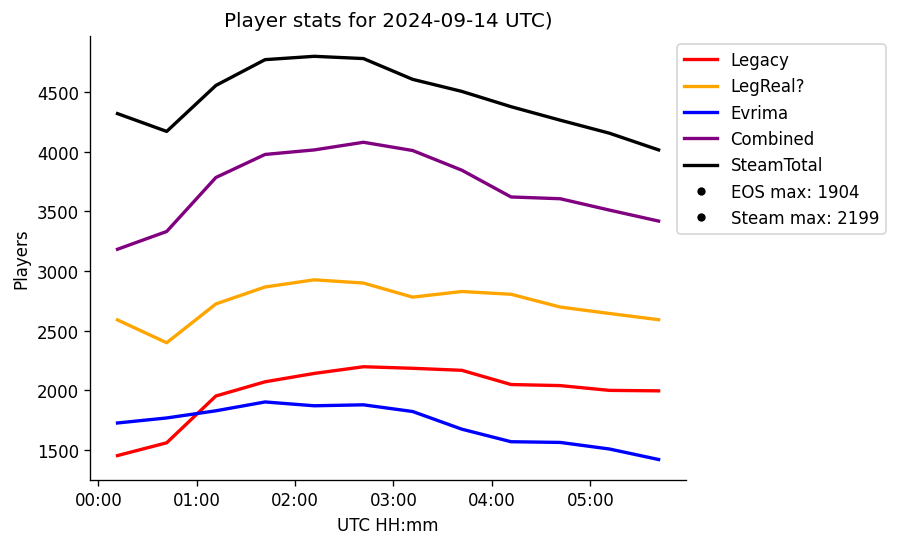 Player stats for 2024-09-14 UTC)
Legacy
LegReal?
Evrima
Combined
SteamTotal
EOS max: 1904
Steam max: 2199
Players
4500
4000
3500
3000
2500
2000
1500
00:00 01:00 02:00 03:00 04:00 05:00
UTC HH:mm